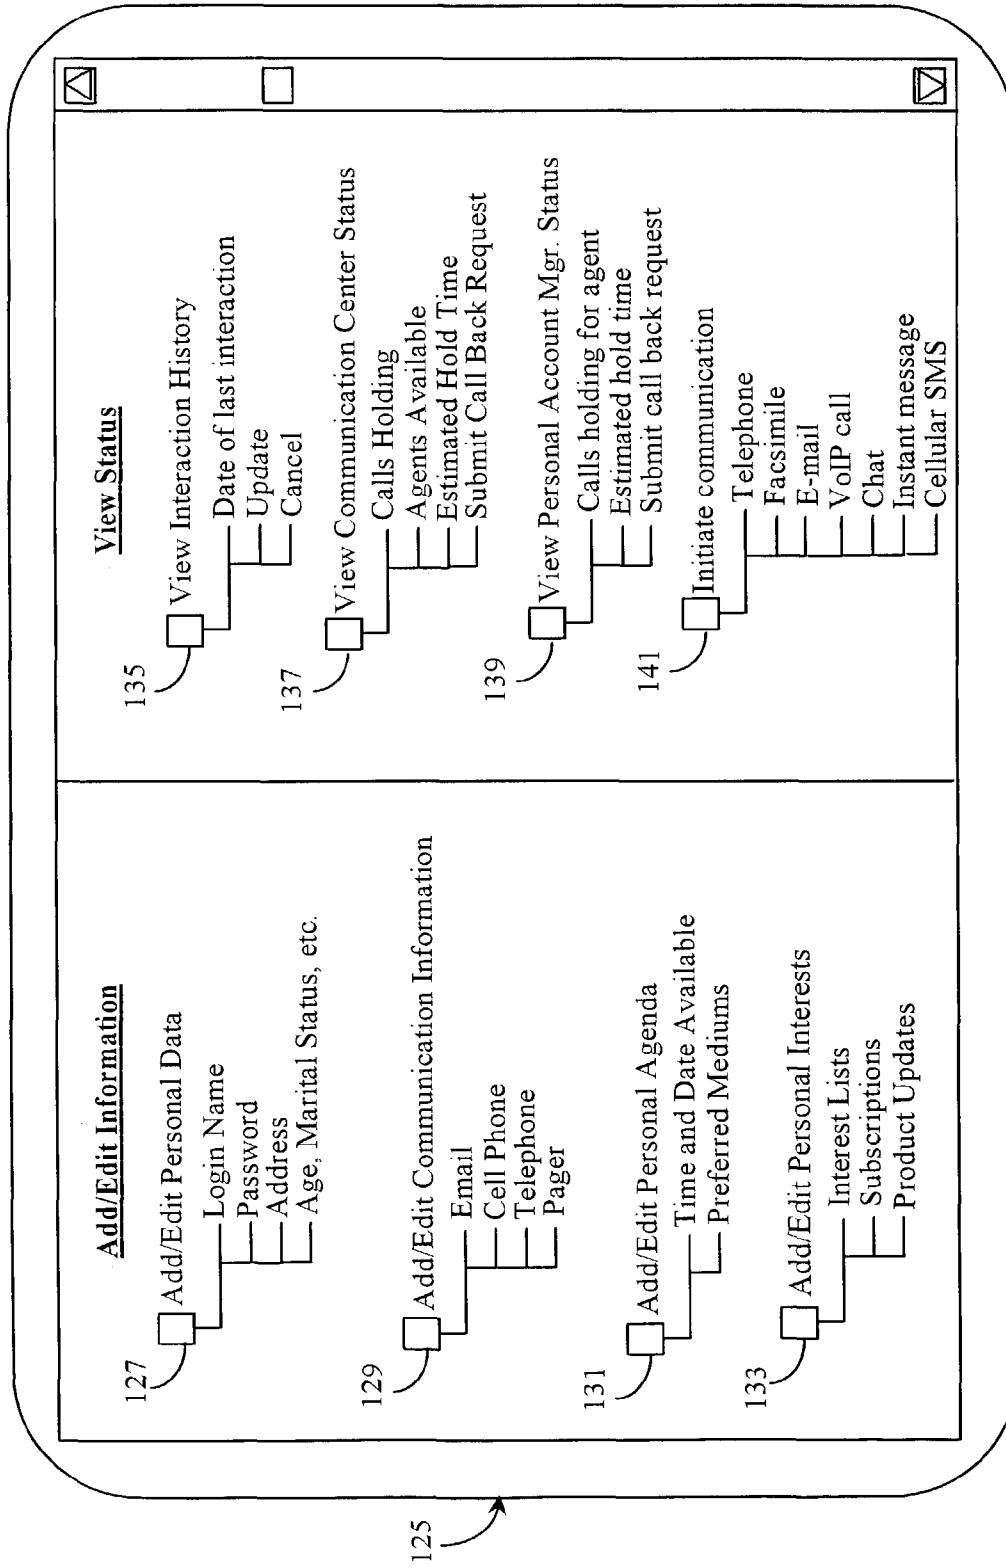 Add/Edit Information
127
Add/Edit Personal Data
Login Name
Password
Address
Age, Marital Status, etc.
129
Add/Edit Communication Information
Email
Cell Phone
Telephone
Pager
131
Add/Edit Personal Agenda
Time and Date Available
Preferred Mediums
133
Add/Edit Personal Interests
Interest Lists
Subscriptions
Product Updates
View Status
135
View Interaction History
Date of last interaction
Update
Cancel
137
View Communication Center Status
Calls Holding
Agents Available
Estimated Hold Time
Submit Call Back Request
139
View Personal Account Mgr. Status
Calls holding for agent
Estimated hold time
Submit call back request
141
Initiate communication
Telephone
Facsimile
E-mail
VoIP call
Chat
Instant message
Cellular SMS
125